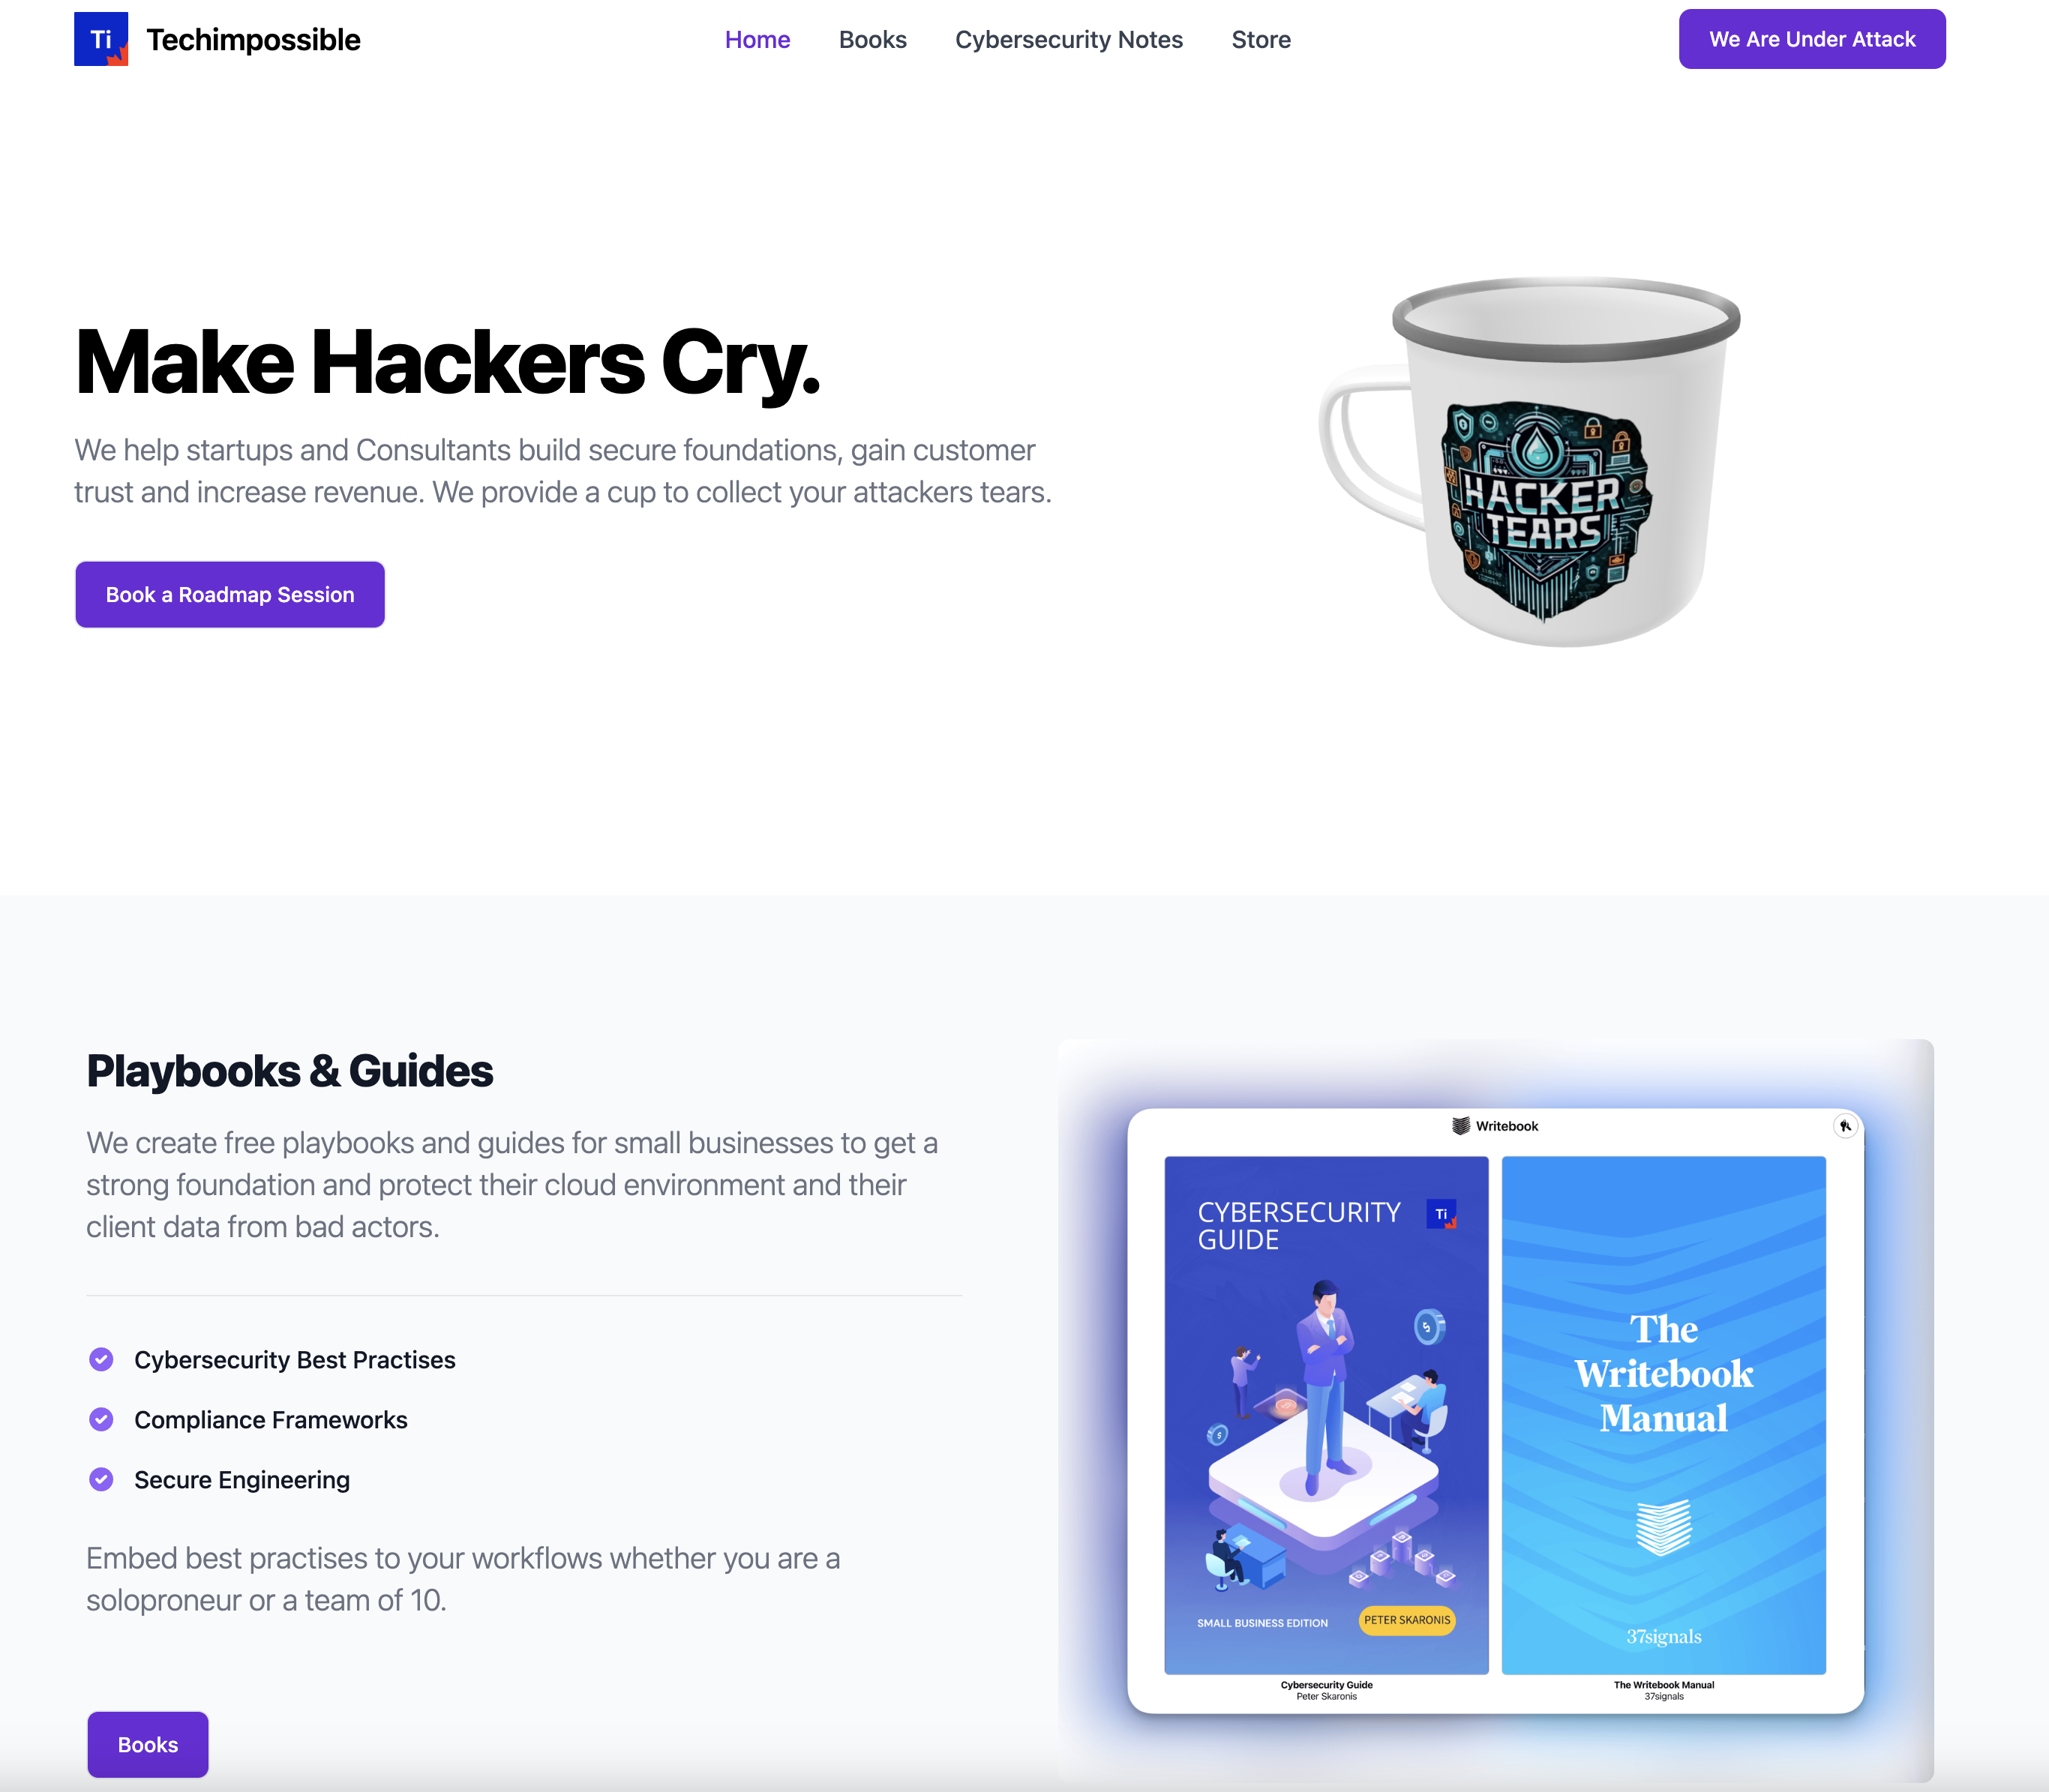 Ti
Techimpossible
Home
Books
Cybersecurity Notes
Store
We Are Under Attack
Make Hackers Cry.
We help startups and Consultants build secure foundations, gain customer
trust and increase revenue. We provide a cup to collect your attackers tears.
Book a Roadmap Session
HACKER
TEARS
Playbooks & Guides
We create free playbooks and guides for small businesses to get a
strong foundation and protect their cloud environment and their
client data from bad actors.
Cybersecurity Best Practises
Compliance Frameworks
Secure Engineering
Embed best practises to your workflows whether you are a
soloproneur or a team of 10.
Books
Writebook
CYBERSECURITY
GUIDE
Ti
SMALL BUSINESS EDITION
PETER SKARONIS
Cybersecurity Guide
Peter Skaronis
The
Writebook
Manual
37signals
The Writebook Manual
37signals